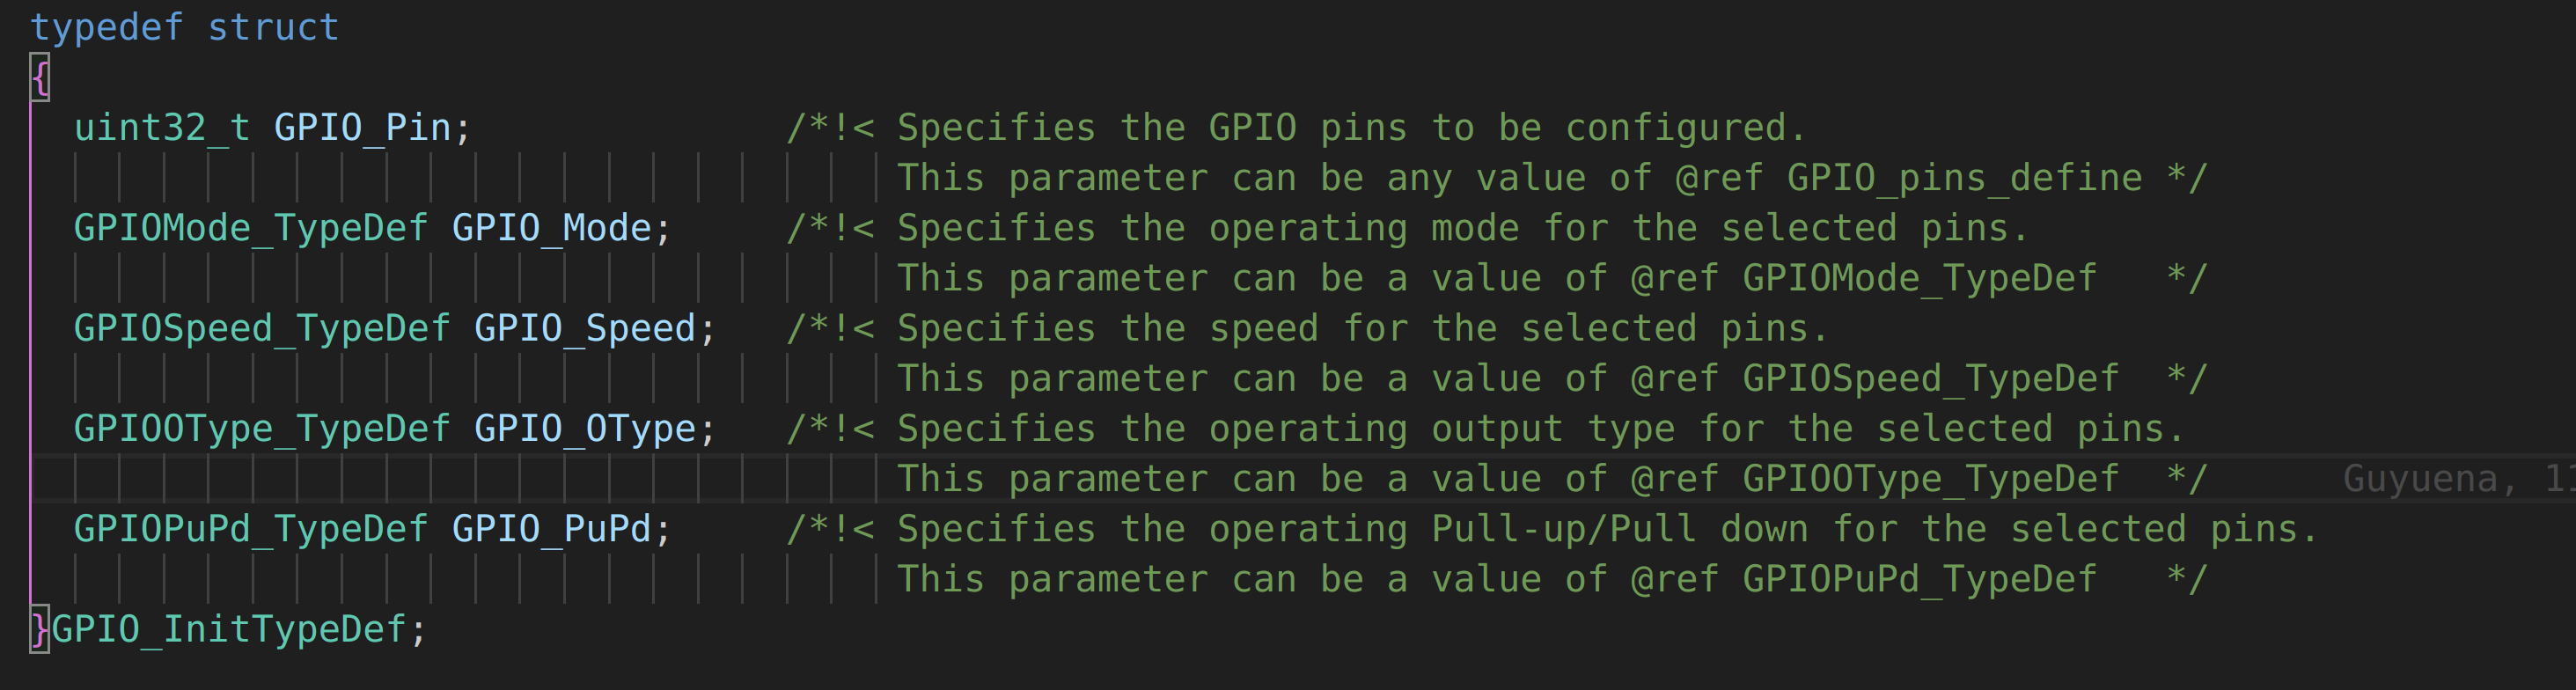 typedef struct
{
  uint32_t GPIO_Pin;              /*!< Specifies the GPIO pins to be configured.
                                       This parameter can be any value of @ref GPIO_pins_define */
  GPIOMode_TypeDef GPIO_Mode;     /*!< Specifies the operating mode for the selected pins.
                                       This parameter can be a value of @ref GPIOMode_TypeDef   */
  GPIOSpeed_TypeDef GPIO_Speed;   /*!< Specifies the speed for the selected pins.
                                       This parameter can be a value of @ref GPIOSpeed_TypeDef  */
  GPIOOType_TypeDef GPIO_OType;   /*!< Specifies the operating output type for the selected pins.
                                       This parameter can be a value of @ref GPIOOType_TypeDef  */      Guyuena, 11
  GPIOPuPd_TypeDef GPIO_PuPd;     /*!< Specifies the operating Pull-up/Pull down for the selected pins.
                                       This parameter can be a value of @ref GPIOPuPd_TypeDef   */
}GPIO_InitTypeDef;